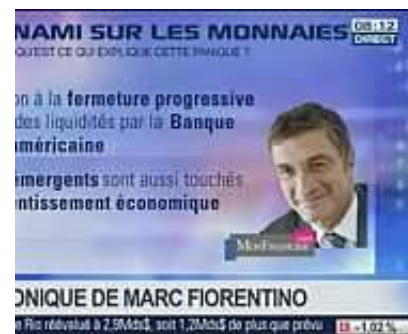 NAMI SUR LES MONNAIES
08:12
DIRECT
QU'EST CE QUI EXPLIQUE CETTE PANIQUE ?
on à la fermeture progressive
des liquidités par la Banque
américaine
émergents sont aussi touchés
entissement économique
MonFinancier
ONIQUE DE MARC FIORENTINO
Rio réévalué à 2,9Mds$, soit 1,2Mds$ de plus que prévu
-1,02%